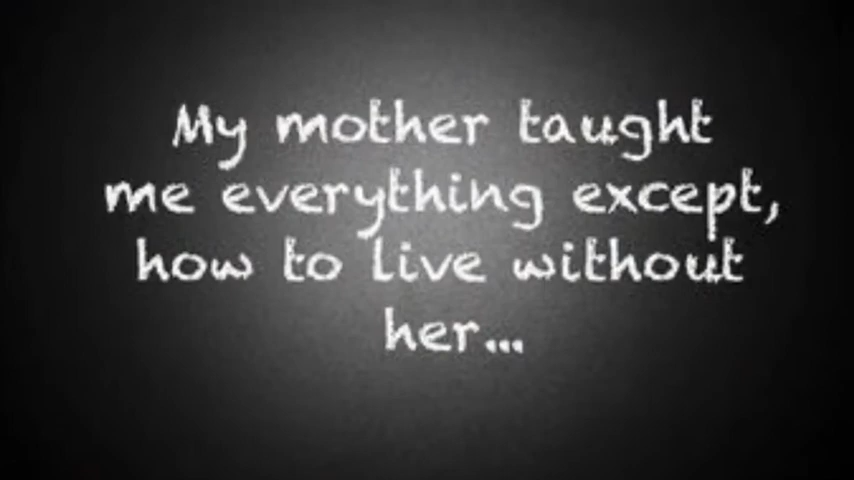 My mother taught
me everything except,
how to live without
her...